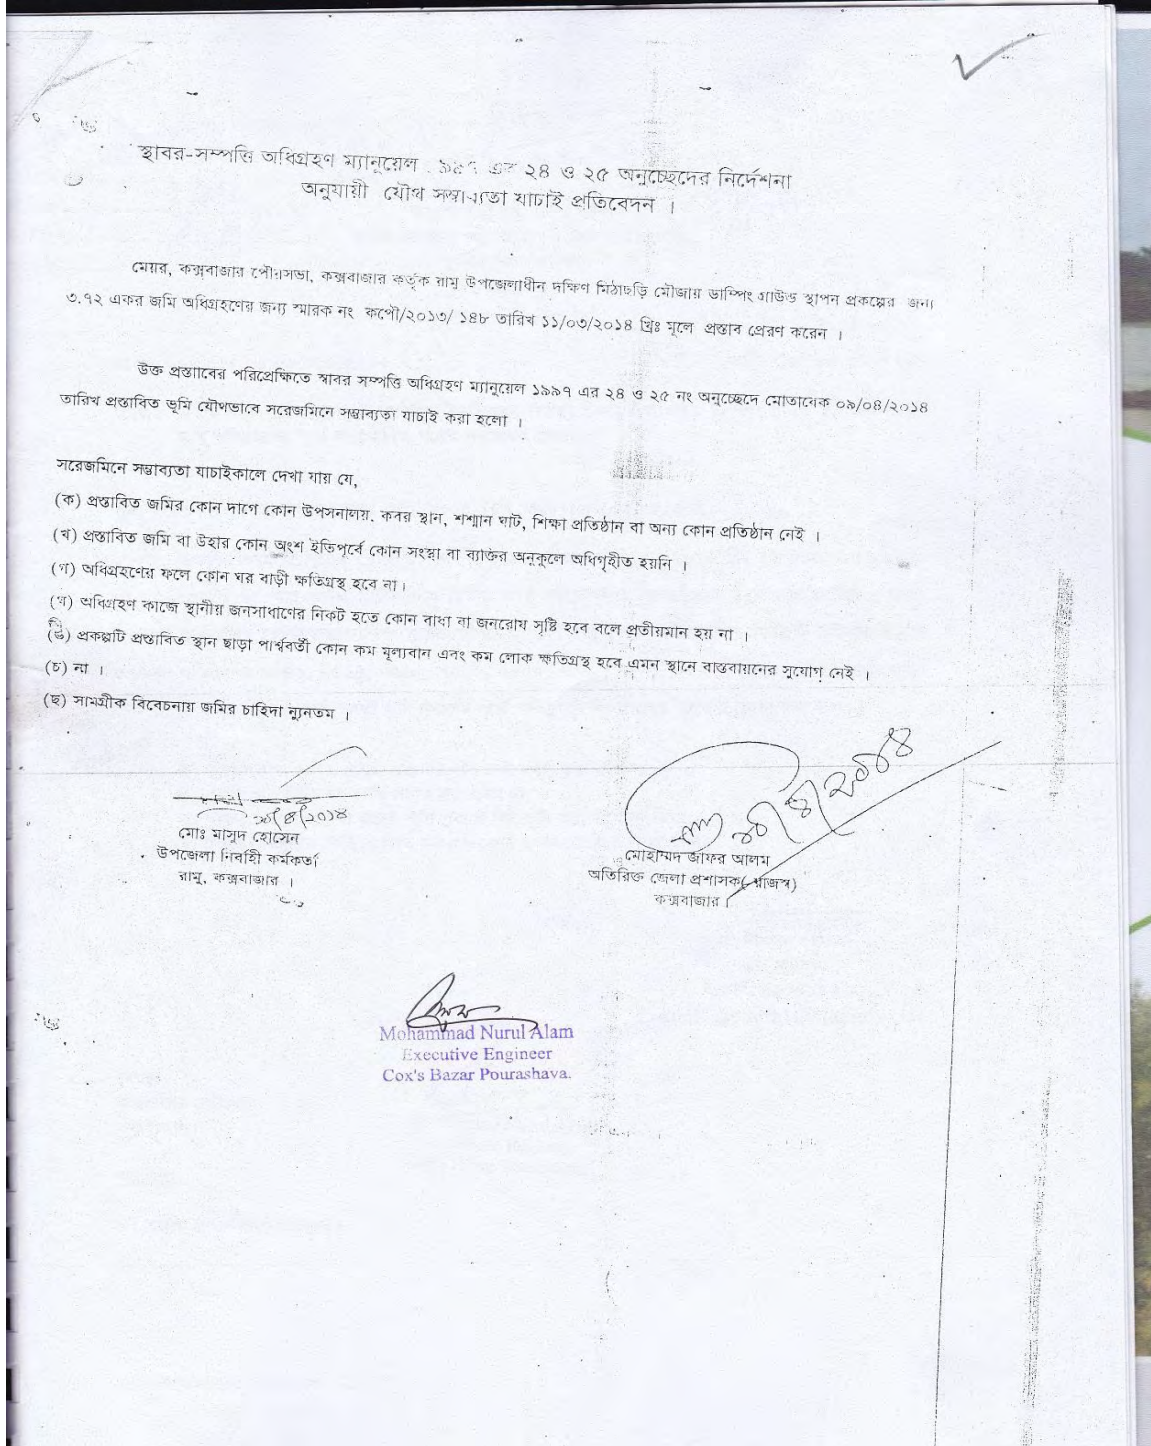 স্থাবর-সম্পত্তি অধিগ্রহণ ম্যানুয়েল ১৯৯৭ এর ২৪ ও ২৫ অনুচ্ছেদের নির্দেশনা
অনুযায়ী যৌথ সম্ভাব্যতা যাচাই প্রতিবেদন ।
মেয়র, কক্সবাজার পৌরসভা, কক্সবাজার কর্তৃক রামু উপজেলাধীন দক্ষিণ মিঠাছড়ি মৌজায় ডাম্পিং গ্রাউন্ড স্থাপন প্রকল্পের জন্য
৩.৭২ একর জমি অধিগ্রহণের জন্য স্মারক নং কপৌ/২০১৩/ ১৪৮ তারিখ ১১/০৩/২০১৪ খ্রিঃ মূলে প্রস্তাব প্রেরণ করেন ।
উক্ত প্রস্তাাবের পরিপ্রেক্ষিতে স্থাবর সম্পত্তি অধিগ্রহণ ম্যানুয়েল ১৯৯৭ এর ২৪ ও ২৫ নং অনুচ্ছেদে মোতাবেক ০৯/০৪/২০১৪
তারিখ প্রস্তাবিত ভূমি যৌথভাবে সরেজমিনে সম্ভাব্যতা যাচাই করা হলো ।
সরেজমিনে সম্ভাব্যতা যাচাইকালে দেখা যায় যে,
(ক) প্রস্তাবিত জমির কোন দাগে কোন উপসনালয়. কবর স্থান, শশ্মান ঘাট, শিক্ষা প্রতিষ্ঠান বা অন্য কোন প্রতিষ্ঠান নেই ।
(খ) প্রস্তাবিত জমি বা উহার কোন অংশ ইতিপূর্বে কোন সংস্থা বা ব্যক্তির অনুকূলে অধিগৃহীত হয়নি ।
(গ) অধিগ্রহণের ফলে কোন ঘর বাড়ী ক্ষতিগ্রস্থ হবে না।
(ঘ) অধিগ্রহণ কাজে স্থানীয় জনসাধাণের নিকট হতে কোন বাধা বা জনরোষ সৃষ্টি হবে বলে প্রতীয়মান হয় না ।
(ঙ) প্রকল্পটি প্রস্তাবিত স্থান ছাড়া পার্শ্ববর্তী কোন কম মূল্যবান এবং কম লোক ক্ষতিগ্রস্থ হবে এমন স্থানে বাস্তবায়নের সুযোগ নেই ।
(চ) না ।
(ছ) সামগ্রীক বিবেচনায় জমির চাহিদা ন্যুনতম ।
মোঃ মাসুদ হোসেন
উপজেলা নির্বাহী কর্মকর্তা
রামু, কক্সবাজার ।
মোহাম্মদ জাফর আলম
অতিরিক্ত জেলা প্রশাসক( রাজস্ব)
কক্সবাজার।
Mohammad Nurul Alam
Executive Engineer
Cox's Bazar Pourashava.